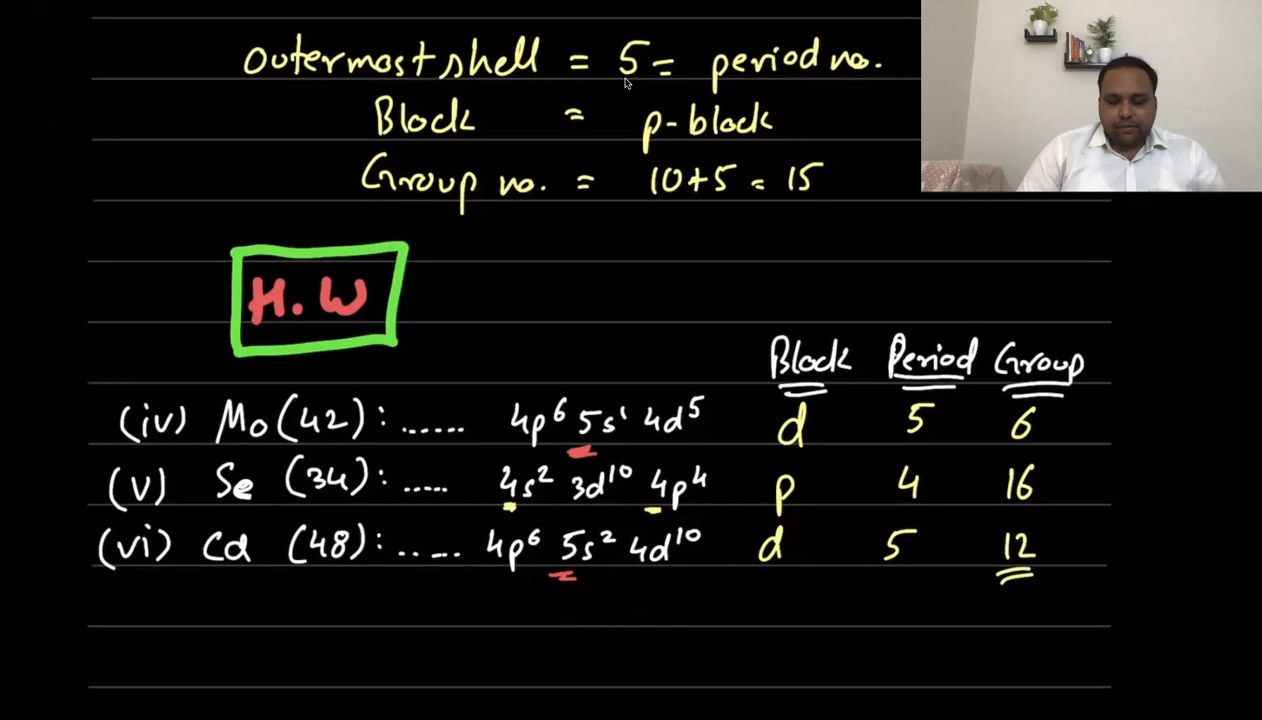 Outermost shell = 5 = period no.
Block = p-block
Group no. = 10+5 = 15
H.W
Block Period Group
(iv) Mo(42): ...... 4p⁶ 5s¹ 4d⁵ d 5 6
(v) Se (34): ..... 4s² 3d¹⁰ 4p⁴ p 4 16
(vi) Cd (48): ..... 4p⁶ 5s² 4d¹⁰ d 5 12